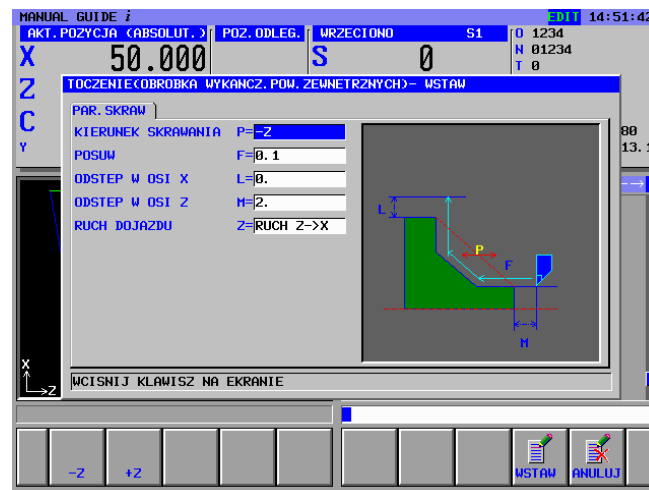 MANUAL GUIDE i EDIT 14:51:42
AKT.POZYCJA (ABSOLUT.) POZ.ODLEG. WRZECIONO S1 O 1234
X 50.000 S 0 N 01234
T 0
Z
C
Y
80
13.
TOCZENIE(OBROBKA WYKANCZ.POW.ZEWNETRZNYCH)- WSTAW
PAR.SKRAW
KIERUNEK SKRAWANIA P=-Z
POSUW F=0.1
ODSTEP W OSI X L=0.
ODSTEP W OSI Z M=2.
RUCH DOJAZDU Z=RUCH Z->X
L
P
F
M
X
Z
WCISNIJ KLAWISZ NA EKRANIE
-Z +Z WSTAW ANULUJ